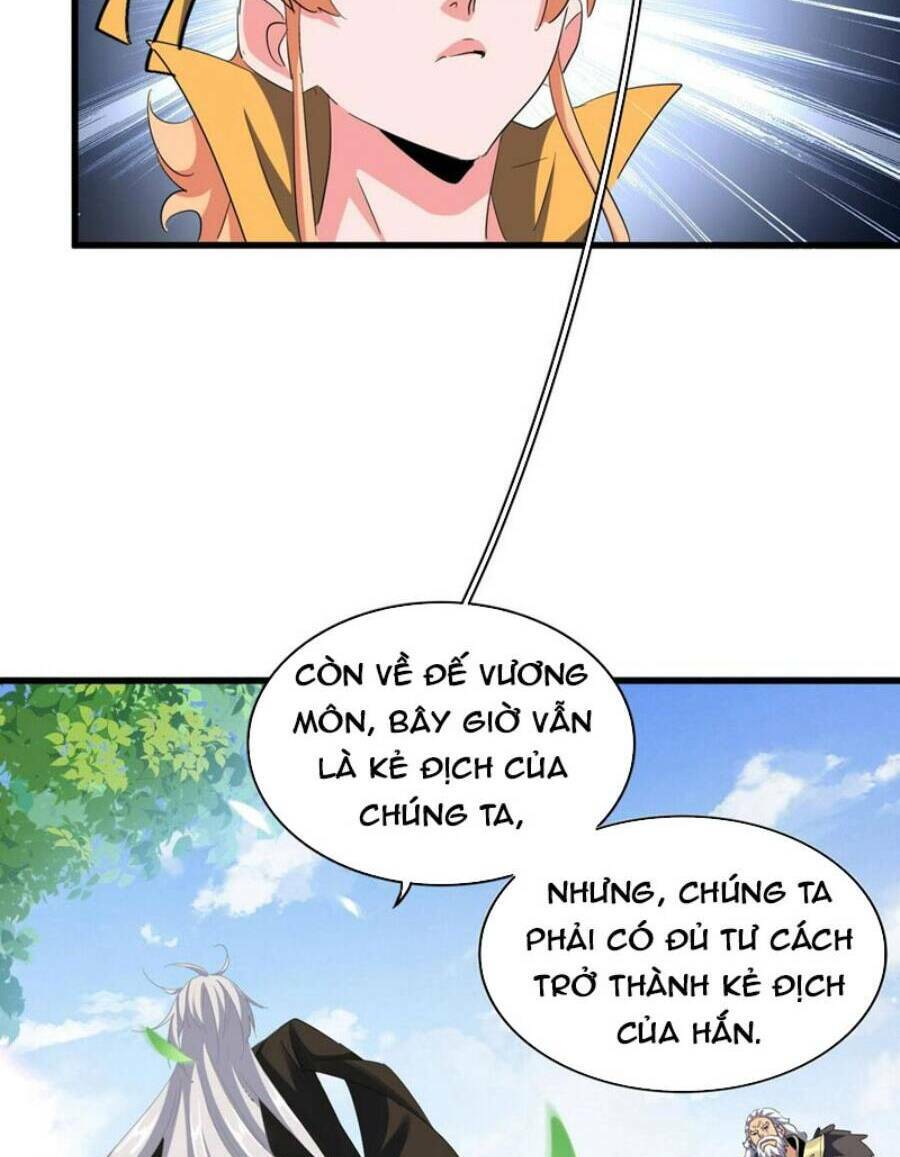 CÒN VỀ ĐẾ VƯƠNG
MÔN, BÂY GIỜ VẪN
LÀ KẺ ĐỊCH CỦA
CHÚNG TA,
NHƯNG, CHÚNG TA
PHẢI CÓ ĐỦ TƯ CÁCH
TRỞ THÀNH KẺ ĐỊCH
CỦA HẮN.